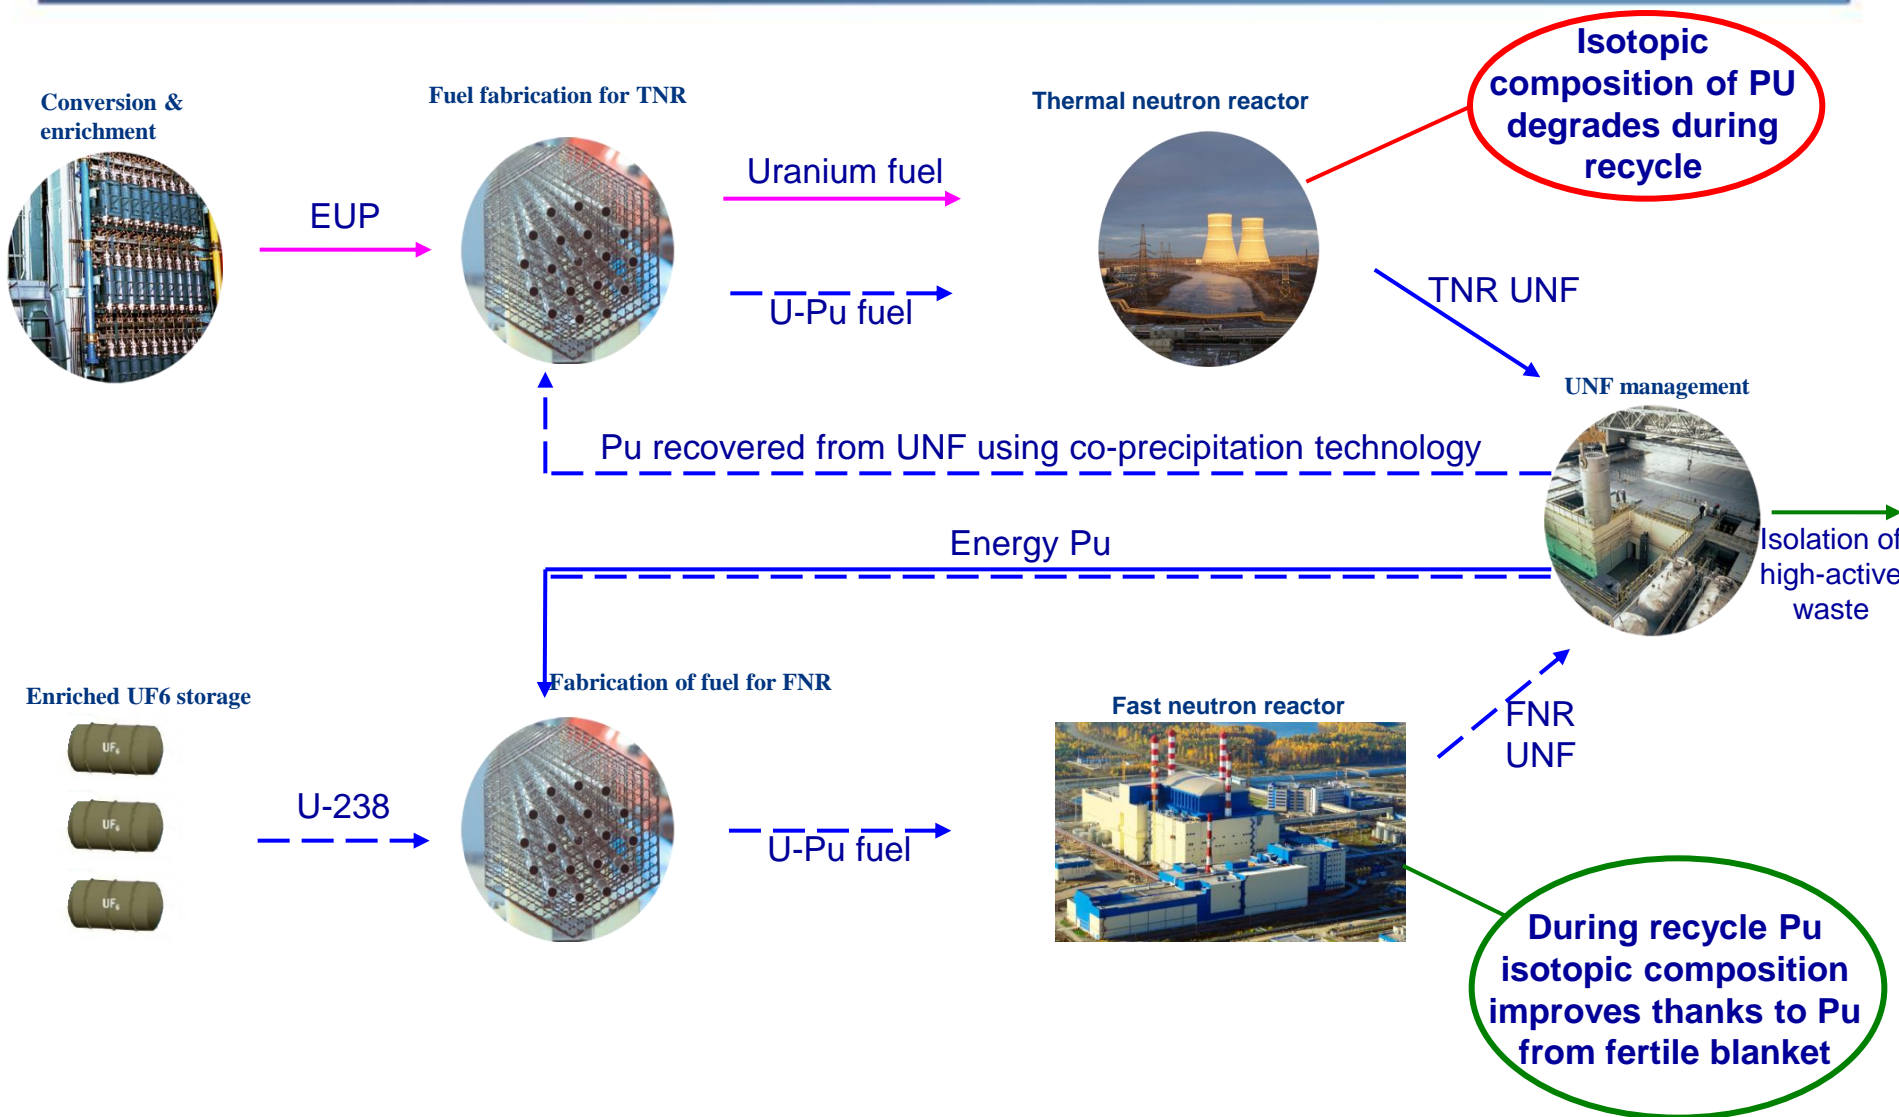 Isotopic
composition of PU
degrades during
recycle
Conversion &
enrichment
Fuel fabrication for TNR
Thermal neutron reactor
EUP
Uranium fuel
U-Pu fuel
TNR UNF
UNF management
Pu recovered from UNF using co-precipitation technology
Energy Pu
Isolation of
high-active
waste
Enriched UF6 storage
Fabrication of fuel for FNR
Fast neutron reactor
FNR
UNF
UF₆
UF₆
UF₆
U-238
U-Pu fuel
During recycle Pu
isotopic composition
improves thanks to Pu
from fertile blanket